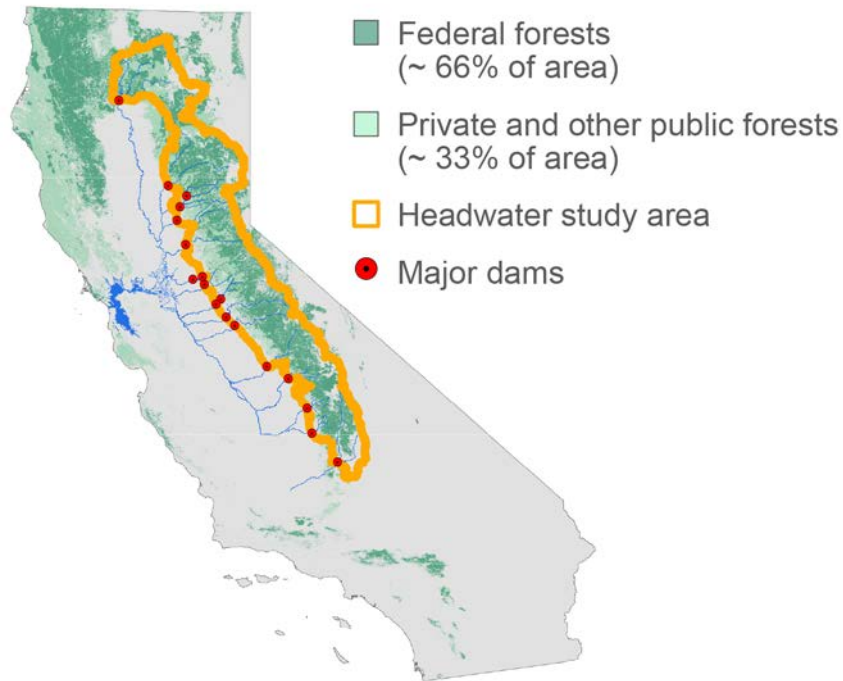 Federal forests
(~ 66% of area)
Private and other public forests
(~ 33% of area)
Headwater study area
Major dams